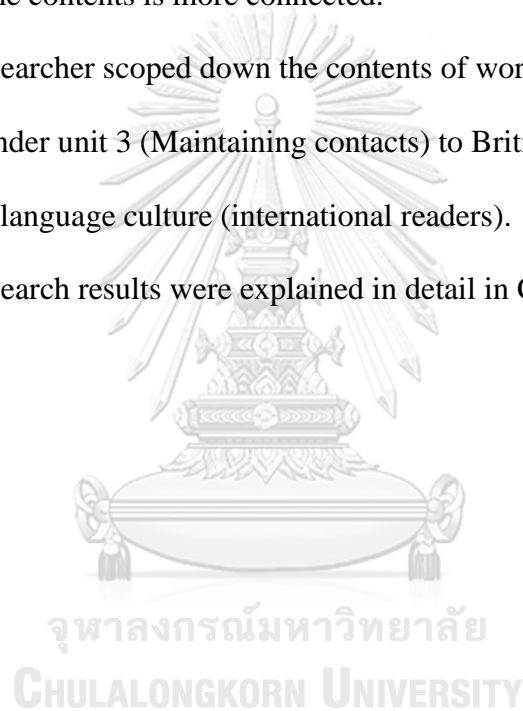 e contents is more connected.
earcher scoped down the contents of wor
nder unit 3 (Maintaining contacts) to Briti
language culture (international readers).
earch results were explained in detail in C
จุฬาลงกรณ์มหาวิทยาลัย
CHULALONGKORN UNIVERSITY